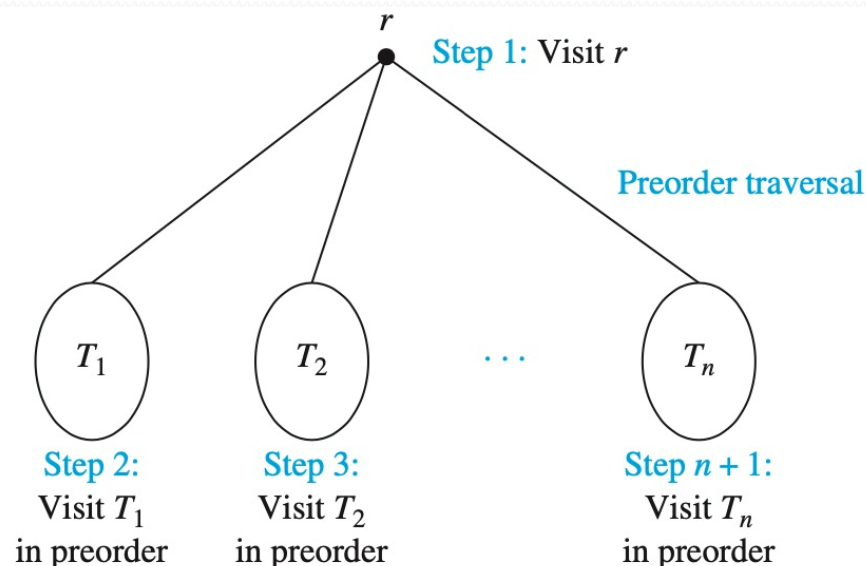 r
Step 1: Visit r
Preorder traversal
T₁
T₂
. . .
Tₙ
Step 2:
Visit T₁
in preorder
Step 3:
Visit T₂
in preorder
Step n + 1:
Visit Tₙ
in preorder